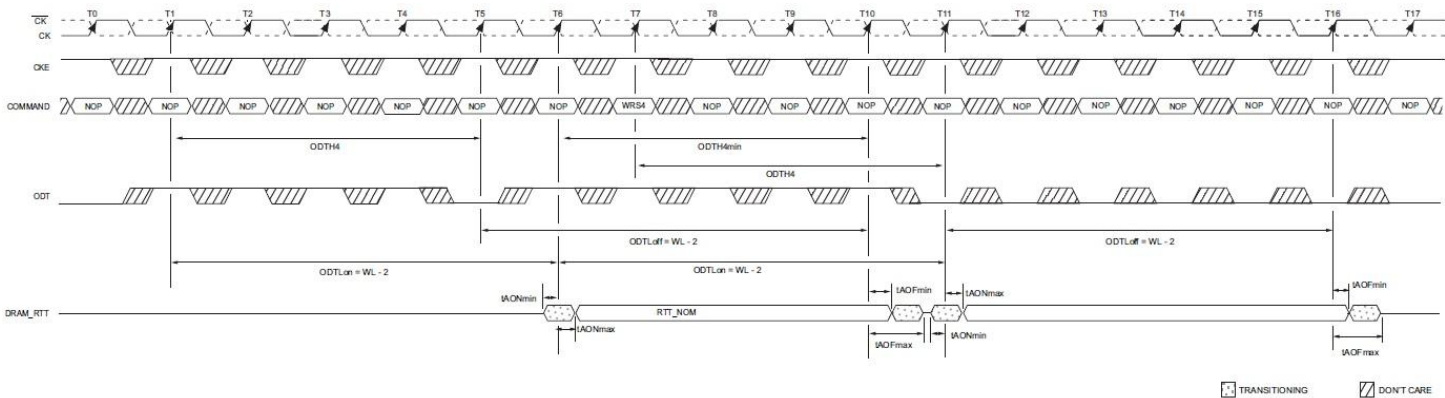 T0 T1 T2 T3 T4 T5 T6 T7 T8 T9 T10 T11 T12 T13 T14 T15 T16 T17
CK
CK
CKE
COMMAND NOP NOP NOP NOP NOP NOP NOP WRS4 NOP NOP NOP NOP NOP NOP NOP NOP NOP NOP
ODTH4 ODTH4min
ODTH4
ODT
ODTLoff = WL - 2 ODTLoff = WL - 2
ODTLon = WL - 2 ODTLon = WL - 2
tAONmin tAOFmin tAONmax tAOFmin
DRAM_RTT RTT_NOM
tAONmax tAOFmax tAONmin tAOFmax
TRANSITIONING DON'T CARE